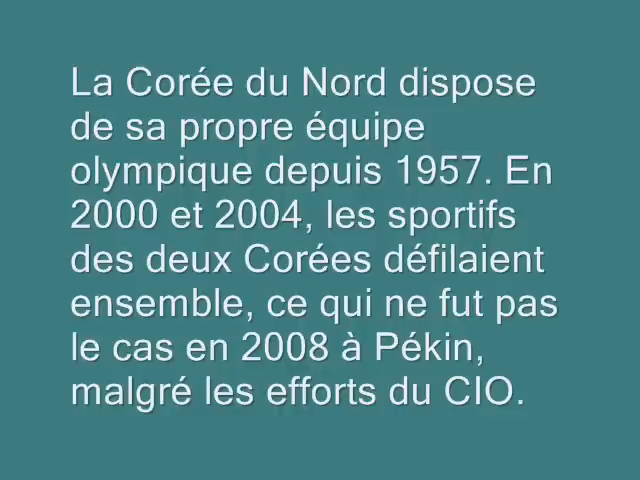 La Corée du Nord dispose
de sa propre équipe
olympique depuis 1957. En
2000 et 2004, les sportifs
des deux Corées défilaient
ensemble, ce qui ne fut pas
le cas en 2008 à Pékin,
malgré les efforts du CIO.